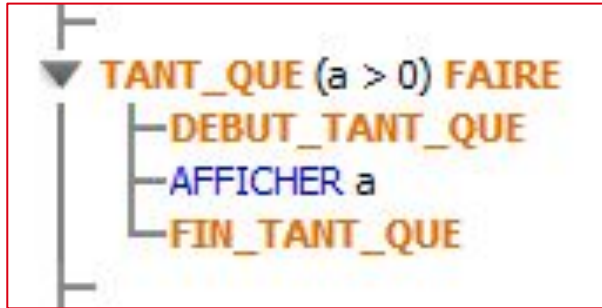 TANT_QUE (a > 0) FAIRE
DEBUT_TANT_QUE
AFFICHER a
FIN_TANT_QUE